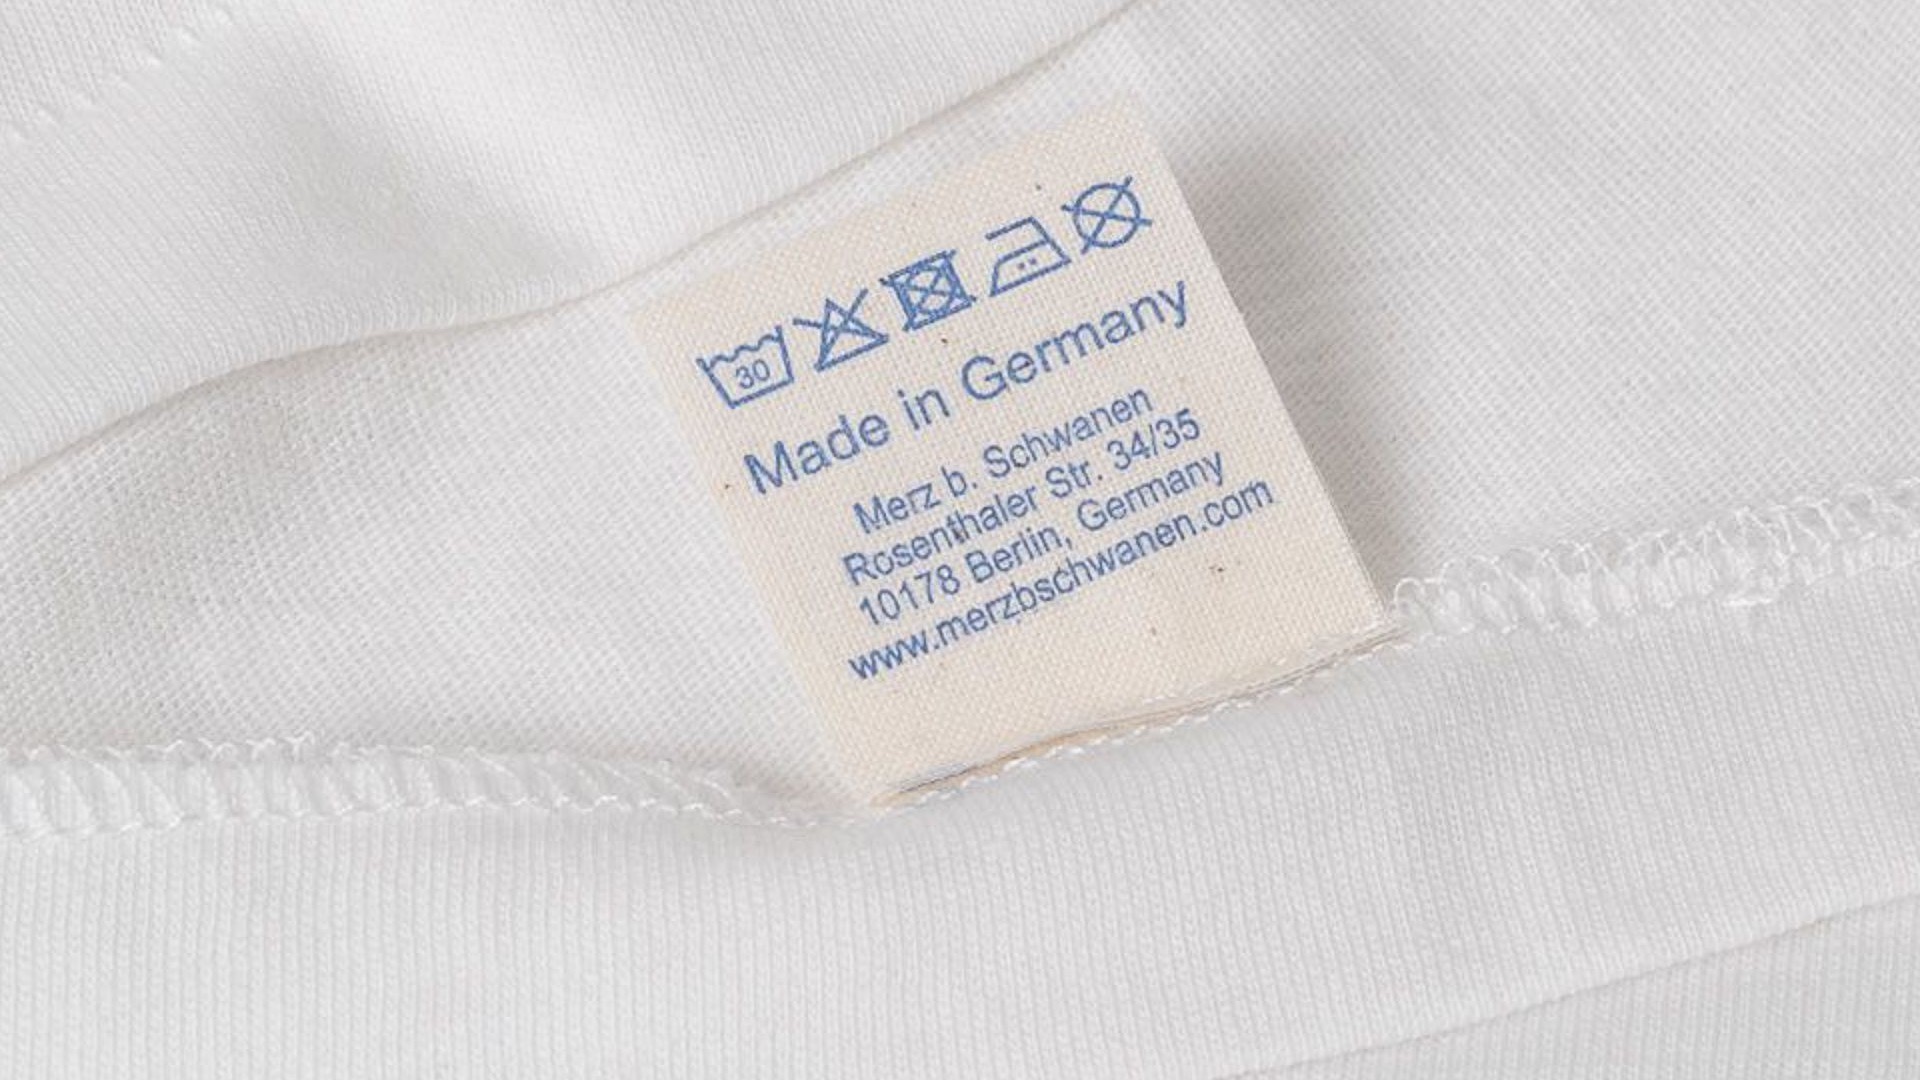 30
Made in Germany
Merz b. Schwanen
Rosenthaler Str. 34/35
10178 Berlin, Germany
www.merzbschwanen.com